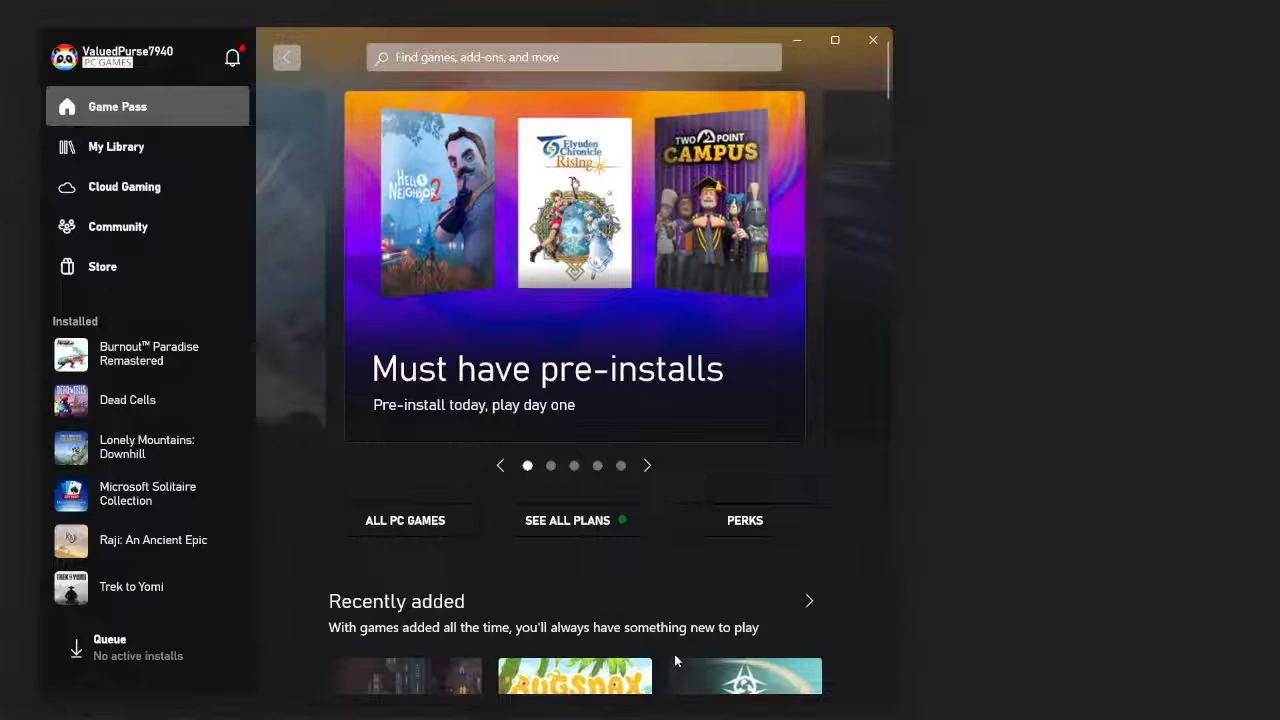 ValuedPurse7940
PC GAMES
Game Pass
My Library
Cloud Gaming
Community
Store
Installed
Burnout™ Paradise
Remastered
Dead Cells
Lonely Mountains:
Downhill
Microsoft Solitaire
Collection
Raji: An Ancient Epic
Trek to Yomi
Queue
No active installs
Find games, add-ons, and more
HELLO
NEIGHBOR 2
Eiyuden
Chronicle
Rising
TWO POINT
CAMPUS
Must have pre-installs
Pre-install today, play day one
ALL PC GAMES
SEE ALL PLANS
PERKS
Recently added
With games added all the time, you'll always have something new to play
BUGSNAX